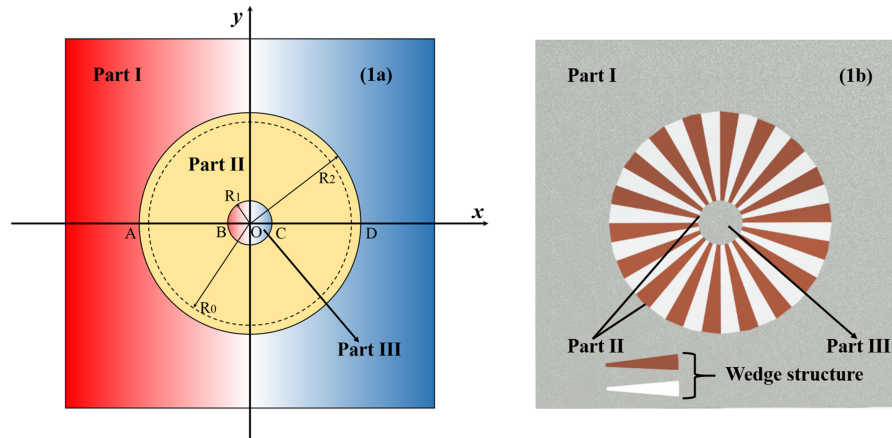 y
Part I
(1a)
Part II
R1
R2
x
A
B
O
C
D
R0
Part III
Part I
(1b)
Part II
Part III
Wedge structure